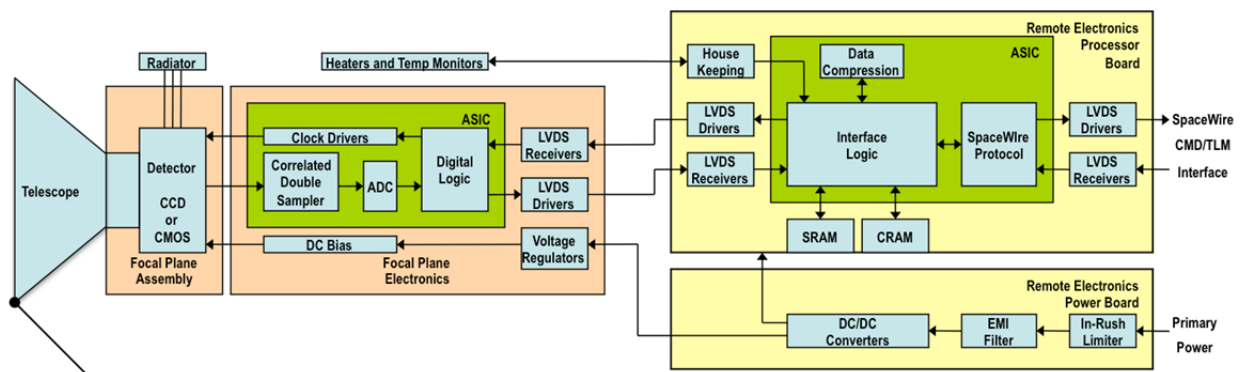 Telescope
Radiator
Detector
CCD
or
CMOS
Focal Plane
Assembly
Heaters and Temp Monitors
ASIC
Clock Drivers
Correlated
Double
Sampler
ADC
Digital
Logic
LVDS
Receivers
LVDS
Drivers
DC Bias
Voltage
Regulators
Focal Plane
Electronics
Remote Electronics
Processor
Board
House
Keeping
Data
Compression
ASIC
LVDS
Drivers
LVDS
Receivers
Interface
Logic
SpaceWIre
Protocol
LVDS
Drivers
LVDS
Receivers
SRAM
CRAM
SpaceWire
CMD/TLM
Interface
Remote Electronics
Power Board
DC/DC
Converters
EMI
Filter
In-Rush
Limiter
Primary
Power